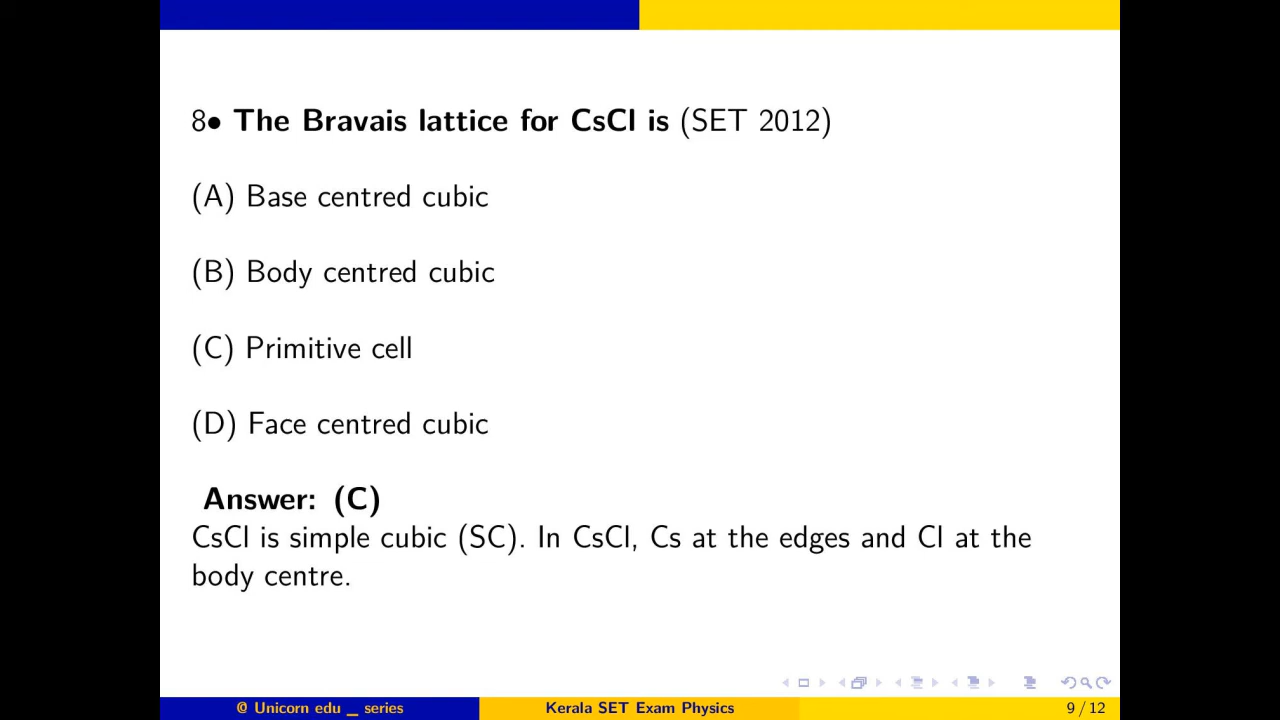 8• The Bravais lattice for CsCl is (SET 2012)
(A) Base centred cubic
(B) Body centred cubic
(C) Primitive cell
(D) Face centred cubic
Answer: (C)
CsCl is simple cubic (SC). In CsCl, Cs at the edges and Cl at the
body centre.
@ Unicorn edu _ series
Kerala SET Exam Physics
9 / 12